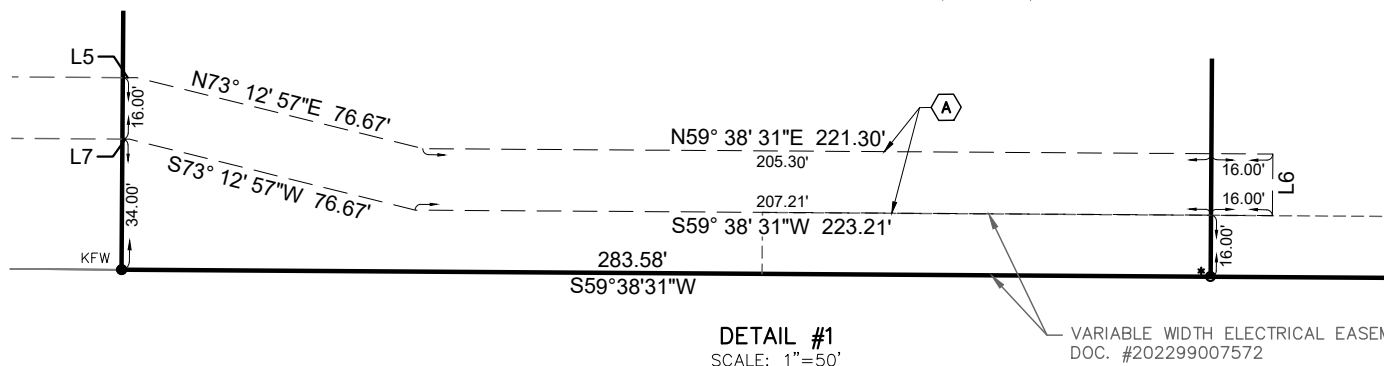 L5
N73° 12' 57"E 76.67'
16.00'
A
N59° 38' 31"E 221.30'
205.30'
16.00'
L7
S73° 12' 57"W 76.67'
L6
207.21'
16.00'
S59° 38' 31"W 223.21'
34.00'
16.00'
KFW
283.58'
*
S59°38'31"W
DETAIL #1
VARIABLE WIDTH ELECTRICAL EASEM
SCALE: 1"=50'
DOC. #202299007572